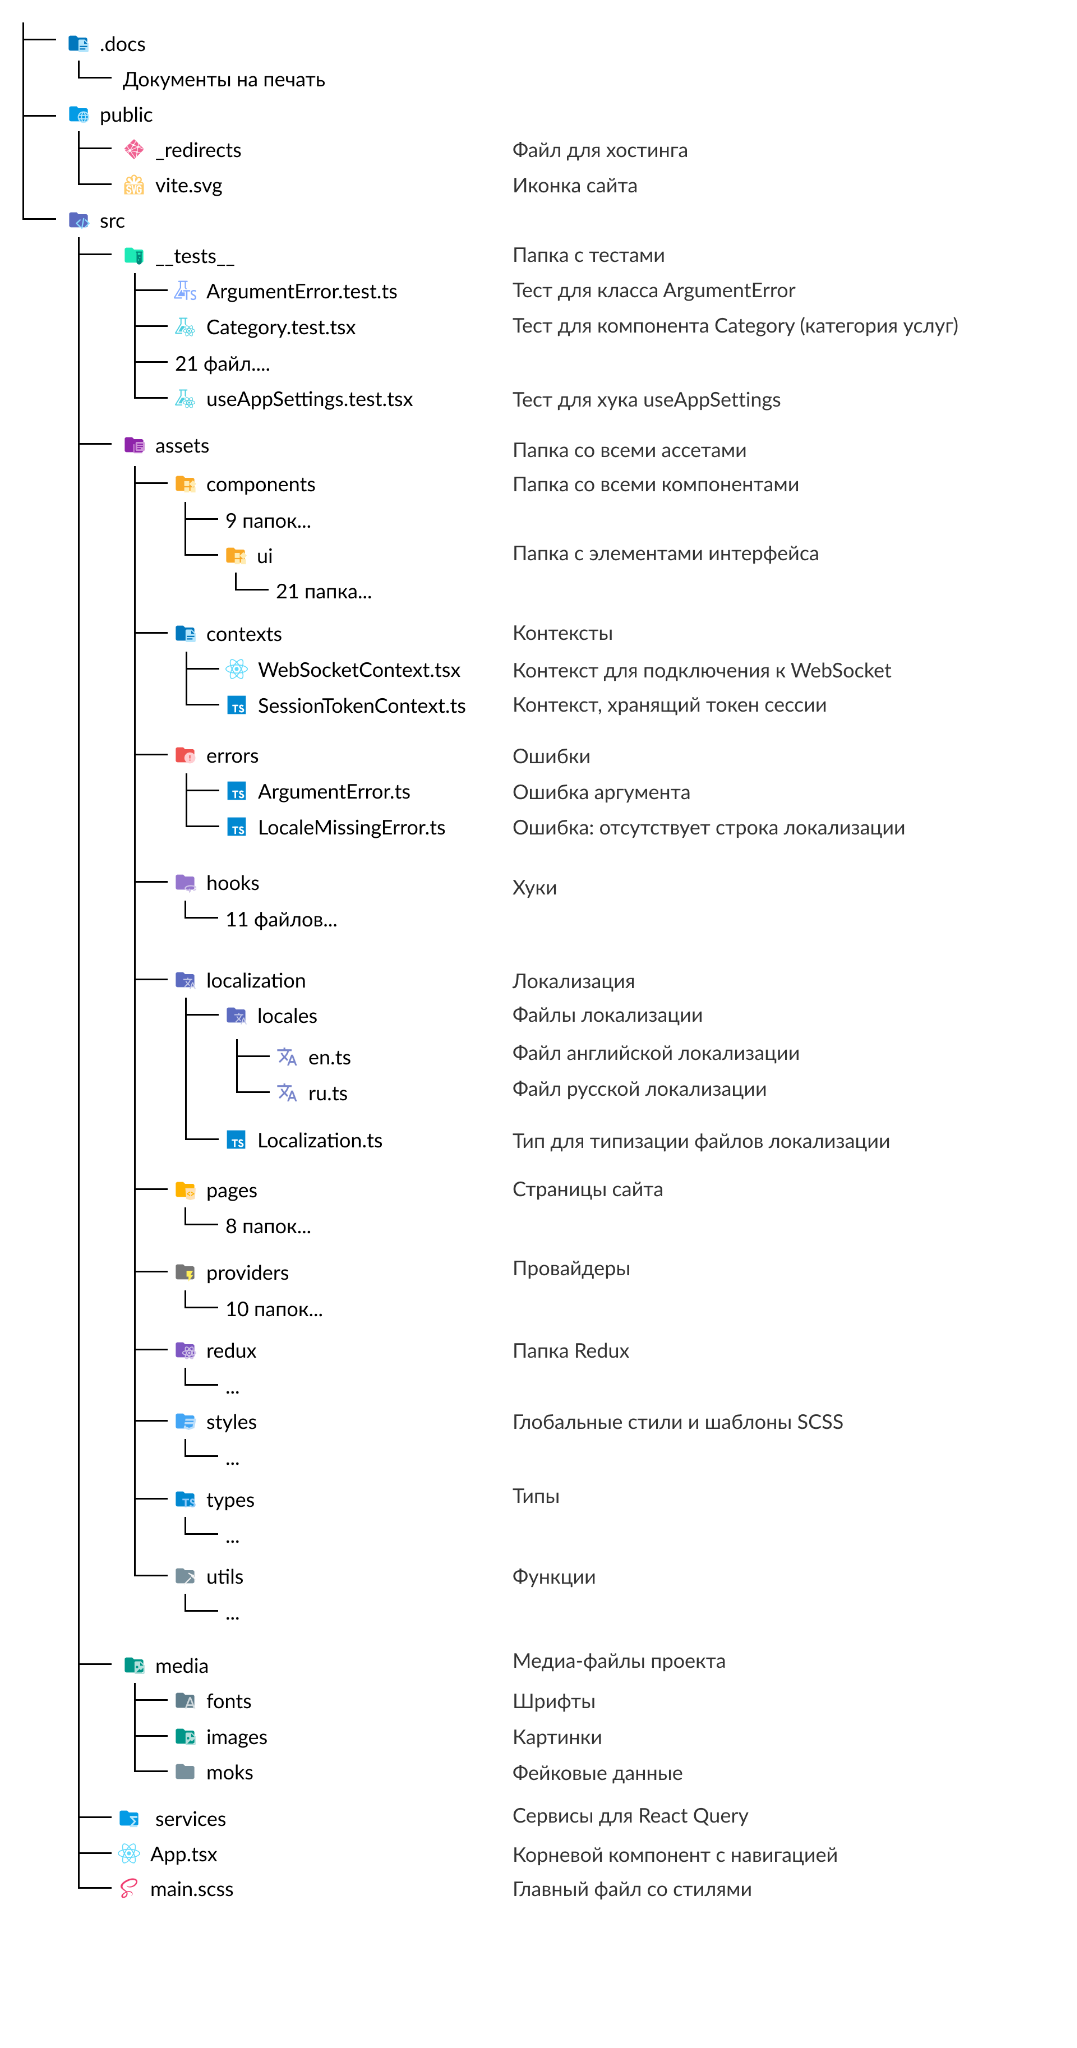 .docs
Документы на печать
public
_redirects Файл для хостинга
vite.svg Иконка сайта
src
__tests__ Папка с тестами
ArgumentError.test.ts Тест для класса ArgumentError
Category.test.tsx Тест для компонента Category (категория услуг)
21 файл....
useAppSettings.test.tsx Тест для хука useAppSettings
assets Папка со всеми ассетами
components Папка со всеми компонентами
9 папок...
ui Папка с элементами интерфейса
21 папка...
contexts Контексты
WebSocketContext.tsx Контекст для подключения к WebSocket
SessionTokenContext.ts Контекст, хранящий токен сессии
errors Ошибки
ArgumentError.ts Ошибка аргумента
LocaleMissingError.ts Ошибка: отсутствует строка локализации
hooks Хуки
11 файлов...
localization Локализация
locales Файлы локализации
en.ts Файл английской локализации
ru.ts Файл русской локализации
Localization.ts Тип для типизации файлов локализации
pages Страницы сайта
8 папок...
providers Провайдеры
10 папок...
redux Папка Redux
...
styles Глобальные стили и шаблоны SCSS
...
types Типы
...
utils Функции
...
media Медиа-файлы проекта
fonts Шрифты
images Картинки
moks Фейковые данные
services Сервисы для React Query
App.tsx Корневой компонент с навигацией
main.scss Главный файл со стилями